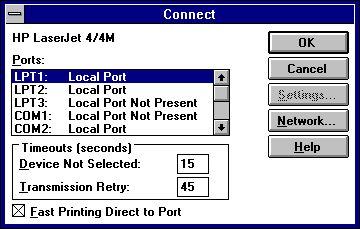 Connect
HP LaserJet 4/4M
Ports:
LPT1: Local Port
LPT2: Local Port
LPT3: Local Port Not Present
COM1: Local Port Not Present
COM2: Local Port
Timeouts (seconds)
Device Not Selected: 15
Transmission Retry: 45
Fast Printing Direct to Port
OK
Cancel
Settings...
Network...
Help